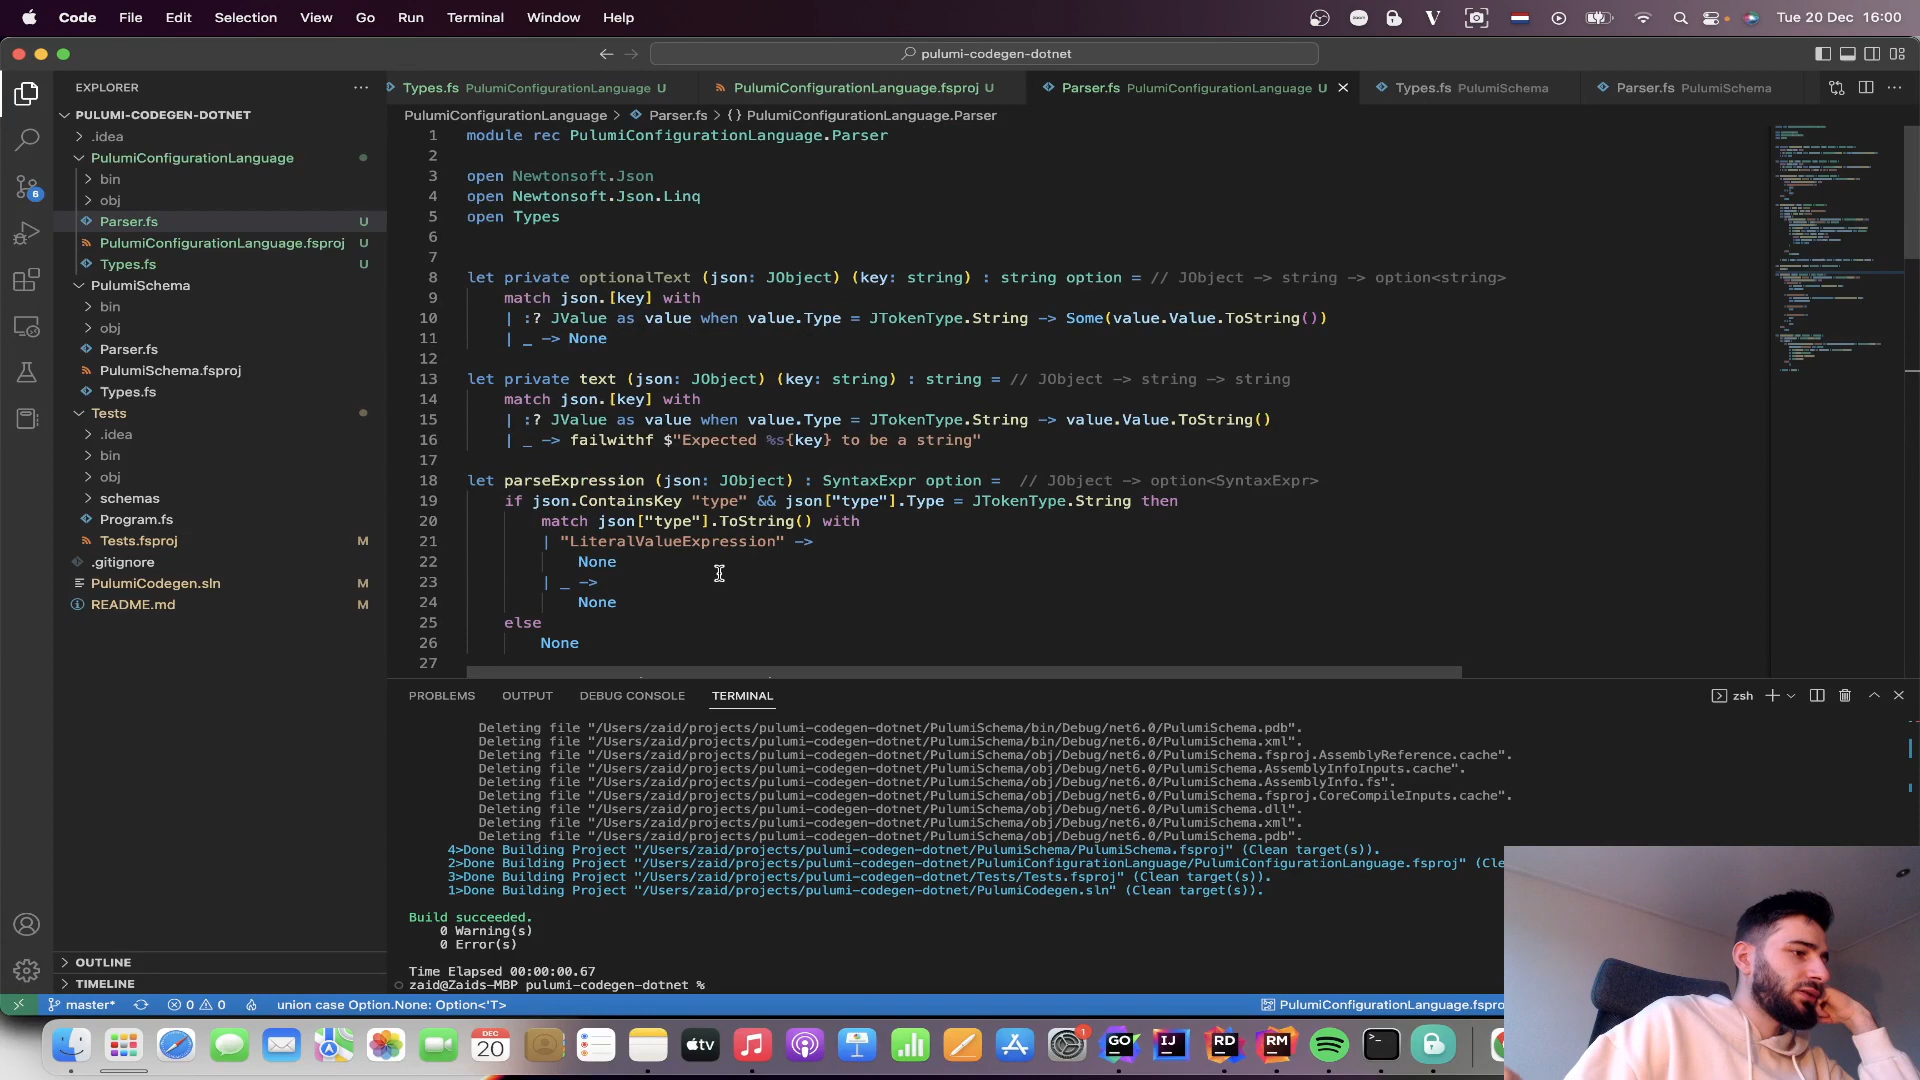 Code File Edit Selection View Go Run Terminal Window Help
Tue 20 Dec 16:00
pulumi-codegen-dotnet
EXPLORER
PULUMI-CODEGEN-DOTNET
.idea
PulumiConfigurationLanguage
bin
obj
Parser.fs U
PulumiConfigurationLanguage.fsproj U
Types.fs U
PulumiSchema
bin
obj
Parser.fs
PulumiSchema.fsproj
Types.fs
Tests
.idea
bin
obj
schemas
Program.fs
Tests.fsproj M
.gitignore
PulumiCodegen.sln M
README.md M
OUTLINE
TIMELINE
6
Types.fs PulumiConfigurationLanguage U
PulumiConfigurationLanguage.fsproj U
Parser.fs PulumiConfigurationLanguage U
Types.fs PulumiSchema
Parser.fs PulumiSchema
PulumiConfigurationLanguage > Parser.fs > {} PulumiConfigurationLanguage.Parser
1 module rec PulumiConfigurationLanguage.Parser
2
3 open Newtonsoft.Json
4 open Newtonsoft.Json.Linq
5 open Types
6
7
8 let private optionalText (json: JObject) (key: string) : string option = // JObject -> string -> option<string>
9 match json.[key] with
10 | :? JValue as value when value.Type = JTokenType.String -> Some(value.Value.ToString())
11 | _ -> None
12
13 let private text (json: JObject) (key: string) : string = // JObject -> string -> string
14 match json.[key] with
15 | :? JValue as value when value.Type = JTokenType.String -> value.Value.ToString()
16 | _ -> failwithf $"Expected %s{key} to be a string"
17
18 let parseExpression (json: JObject) : SyntaxExpr option = // JObject -> option<SyntaxExpr>
19 if json.ContainsKey "type" && json["type"].Type = JTokenType.String then
20 match json["type"].ToString() with
21 | "LiteralValueExpression" ->
22 None
23 | _ ->
24 None
25 else
26 None
27
PROBLEMS OUTPUT DEBUG CONSOLE TERMINAL
zsh
Deleting file "/Users/zaid/projects/pulumi-codegen-dotnet/PulumiSchema/bin/Debug/net6.0/PulumiSchema.pdb".
Deleting file "/Users/zaid/projects/pulumi-codegen-dotnet/PulumiSchema/bin/Debug/net6.0/PulumiSchema.xml".
Deleting file "/Users/zaid/projects/pulumi-codegen-dotnet/PulumiSchema/obj/Debug/net6.0/PulumiSchema.fsproj.AssemblyReference.cache".
Deleting file "/Users/zaid/projects/pulumi-codegen-dotnet/PulumiSchema/obj/Debug/net6.0/PulumiSchema.AssemblyInfoInputs.cache".
Deleting file "/Users/zaid/projects/pulumi-codegen-dotnet/PulumiSchema/obj/Debug/net6.0/PulumiSchema.AssemblyInfo.fs".
Deleting file "/Users/zaid/projects/pulumi-codegen-dotnet/PulumiSchema/obj/Debug/net6.0/PulumiSchema.fsproj.CoreCompileInputs.cache".
Deleting file "/Users/zaid/projects/pulumi-codegen-dotnet/PulumiSchema/obj/Debug/net6.0/PulumiSchema.dll".
Deleting file "/Users/zaid/projects/pulumi-codegen-dotnet/PulumiSchema/obj/Debug/net6.0/PulumiSchema.xml".
Deleting file "/Users/zaid/projects/pulumi-codegen-dotnet/PulumiSchema/obj/Debug/net6.0/PulumiSchema.pdb".
4>Done Building Project "/Users/zaid/projects/pulumi-codegen-dotnet/PulumiSchema/PulumiSchema.fsproj" (Clean target(s)).
2>Done Building Project "/Users/zaid/projects/pulumi-codegen-dotnet/PulumiConfigurationLanguage/PulumiConfigurationLanguage.fsproj" (Cle
3>Done Building Project "/Users/zaid/projects/pulumi-codegen-dotnet/Tests/Tests.fsproj" (Clean target(s)).
1>Done Building Project "/Users/zaid/projects/pulumi-codegen-dotnet/PulumiCodegen.sln" (Clean target(s)).
Build succeeded.
0 Warning(s)
0 Error(s)
Time Elapsed 00:00:00.67
zaid@Zaids-MBP pulumi-codegen-dotnet %
master* 0 0 union case Option.None: Option<'T> PulumiConfigurationLanguage.fspro
DEC
20
tv
1
GO
IJ
RD
RM